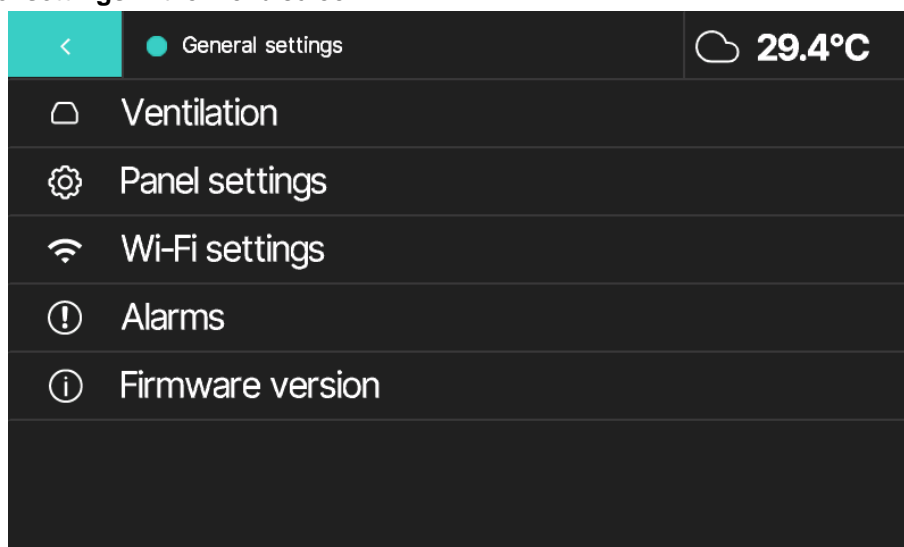 General settings
29.4°C
Ventilation
Panel settings
Wi-Fi settings
Alarms
Firmware version